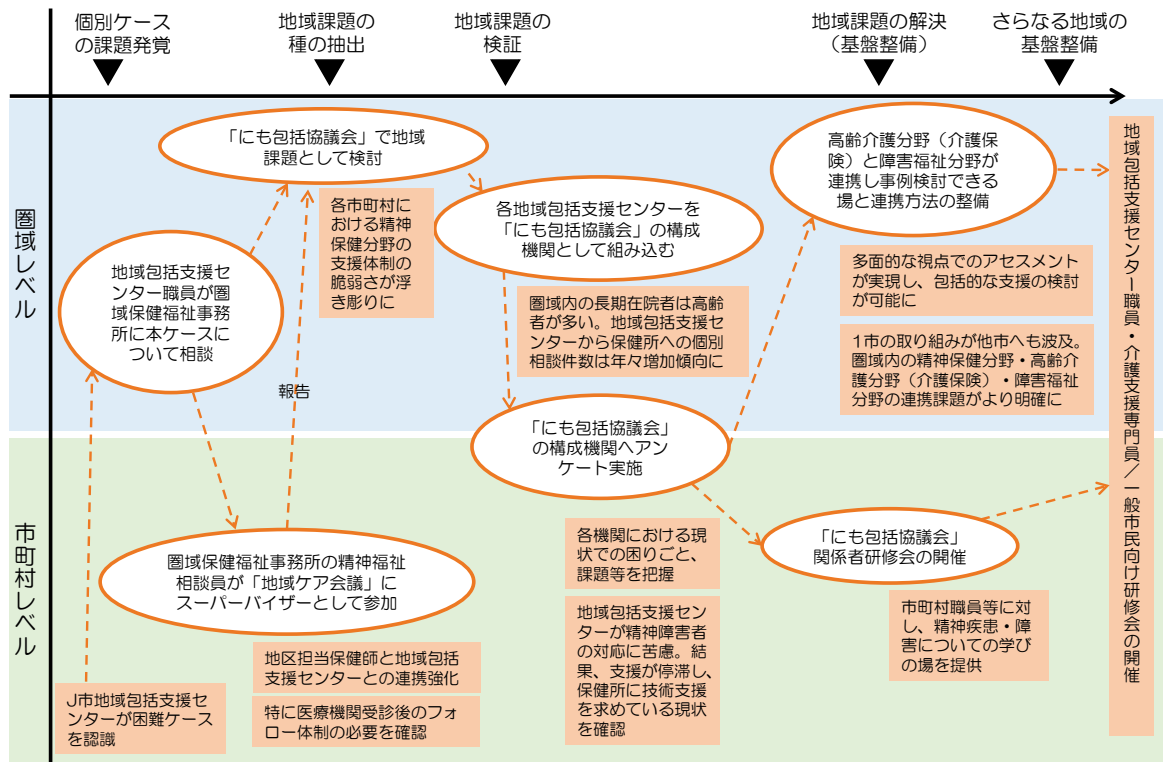 個別ケース
の課題発覚
地域課題の
種の抽出
地域課題の
検証
地域課題の解決
（基盤整備）
さらなる地域の
基盤整備
圏域レベル
市町村レベル
「にも包括協議会」で地域
課題として検討
各市町村に
おける精神
保健分野の
支援体制の
脆弱さが浮
き彫りに
地域包括支援セ
ンター職員が圏
域保健福祉事務
所に本ケースに
ついて相談
報告
各地域包括支援センターを
「にも包括協議会」の構成
機関として組み込む
圏域内の長期在院者は高齢
者が多い。地域包括支援セ
ンターから保健所への個別
相談件数は年々増加傾向に
高齢介護分野（介護保
険）と障害福祉分野が
連携し事例検討できる
場と連携方法の整備
多面的な視点でのアセスメント
が実現し、包括的な支援の検討
が可能に
1市の取り組みが他市へも波及。
圏域内の精神保健分野・高齢介
護分野（介護保険）・障害福祉
分野の連携課題がより明確に
「にも包括協議会」
の構成機関へアン
ケート実施
圏域保健福祉事務所の精神福祉
相談員が「地域ケア会議」に
スーパーバイザーとして参加
地区担当保健師と地域包括
支援センターとの連携強化
特に医療機関受診後のフォ
ロー体制の必要を確認
J市地域包括支援セ
ンターが困難ケース
を認識
各機関における現
状での困りごと、
課題等を把握
地域包括支援セン
ターが精神障害者
の対応に苦慮。結
果、支援が停滞し、
保健所に技術支援
を求めている現状
を確認
「にも包括協議会」
関係者研修会の開催
市町村職員等に対
し、精神疾患・障
害についての学び
の場を提供
地域包括支援センター職員・介護支援専門員／一般市民向け研修会の開催